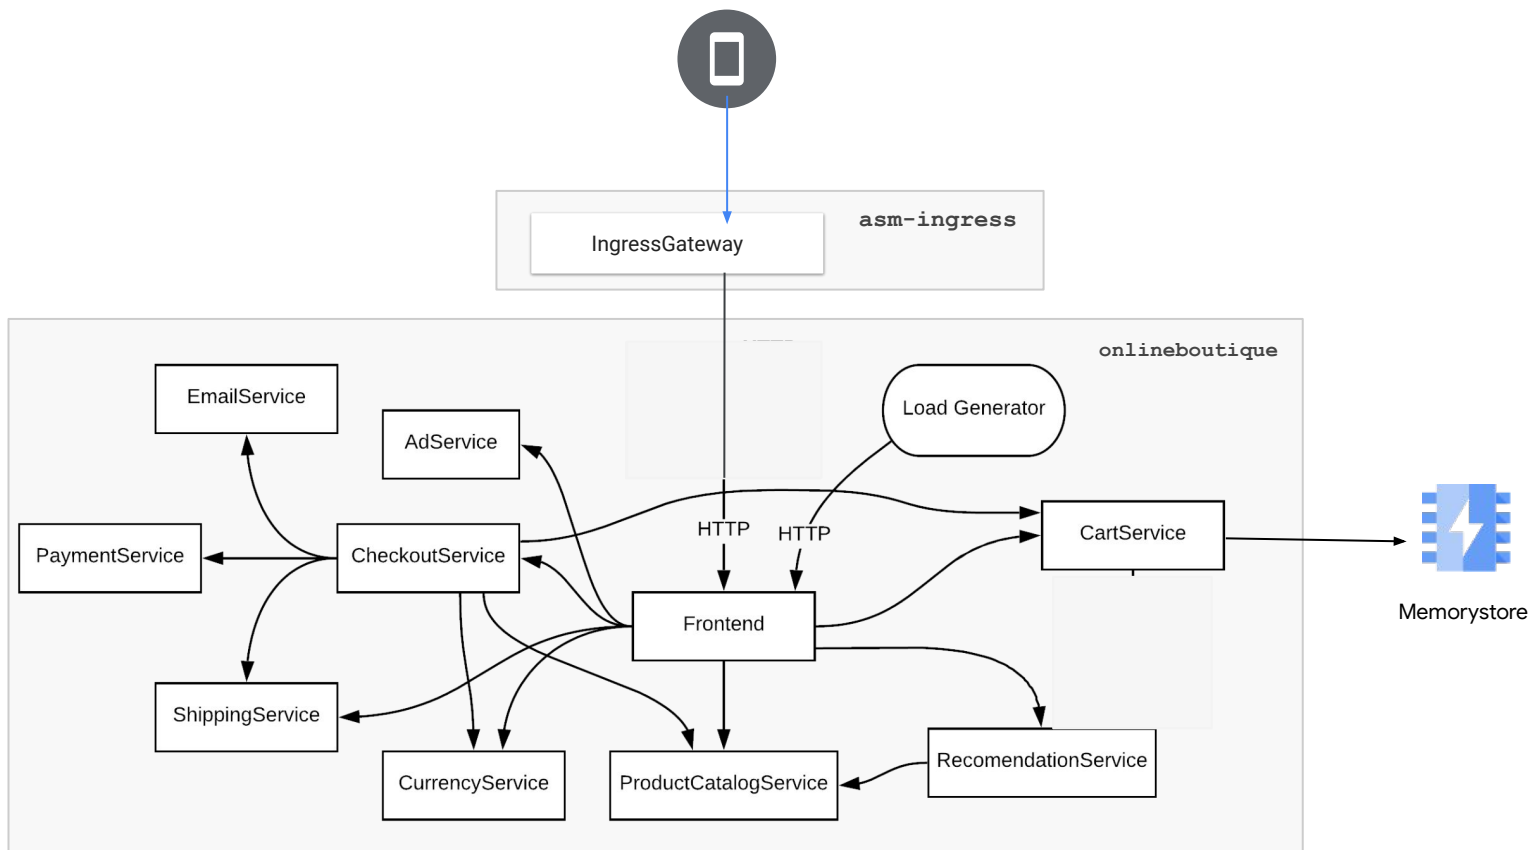 asm-ingress
IngressGateway
onlineboutique
EmailService
Load Generator
AdService
HTTP
HTTP
CartService
PaymentService
CheckoutService
Memorystore
Frontend
ShippingService
RecomendationService
CurrencyService
ProductCatalogService